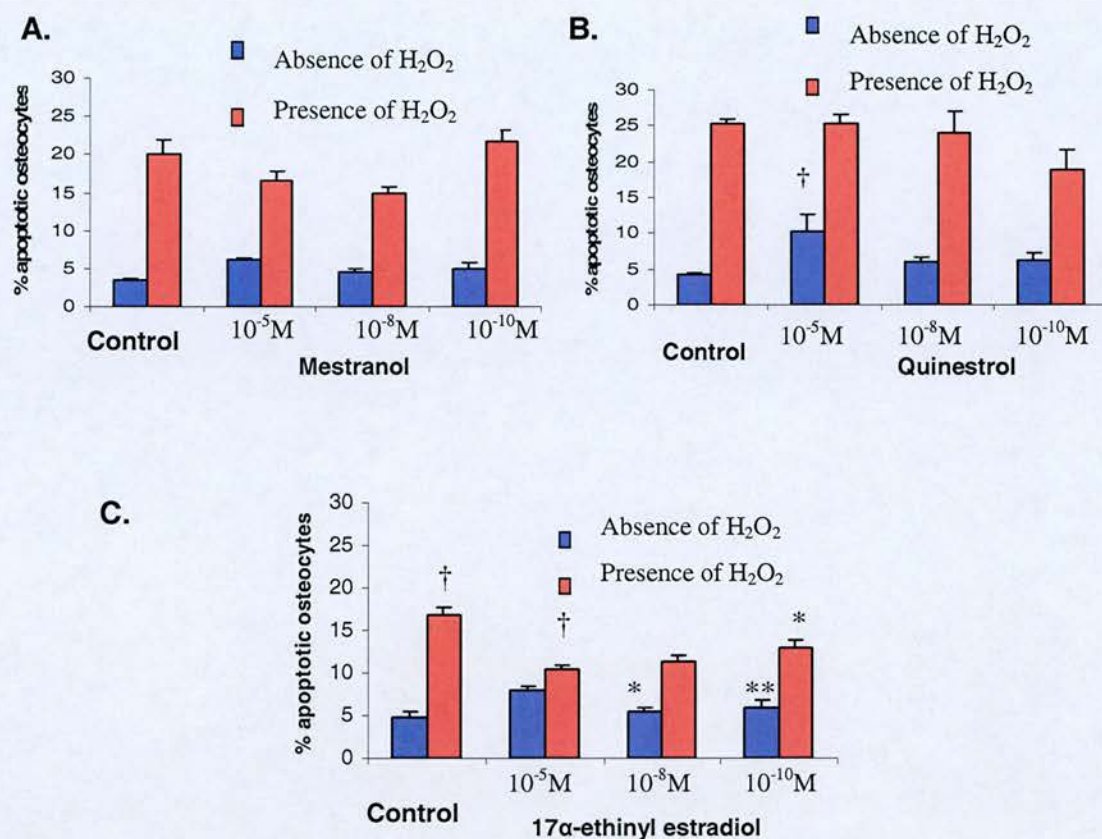 A.
Absence of H₂O₂
Presence of H₂O₂
% apoptotic osteocytes
30
25
20
15
10
5
0
Control
10⁻⁵M
10⁻⁸M
10⁻¹⁰M
Mestranol
B.
Absence of H₂O₂
Presence of H₂O₂
% apoptotic osteocytes
30
25
20
15
10
5
0
†
Control
10⁻⁵M
10⁻⁸M
10⁻¹⁰M
Quinestrol
C.
Absence of H₂O₂
Presence of H₂O₂
% apoptotic osteocytes
30
25
20
15
10
5
0
†
†
*
*
**
Control
10⁻⁵M
10⁻⁸M
10⁻¹⁰M
17α-ethinyl estradiol